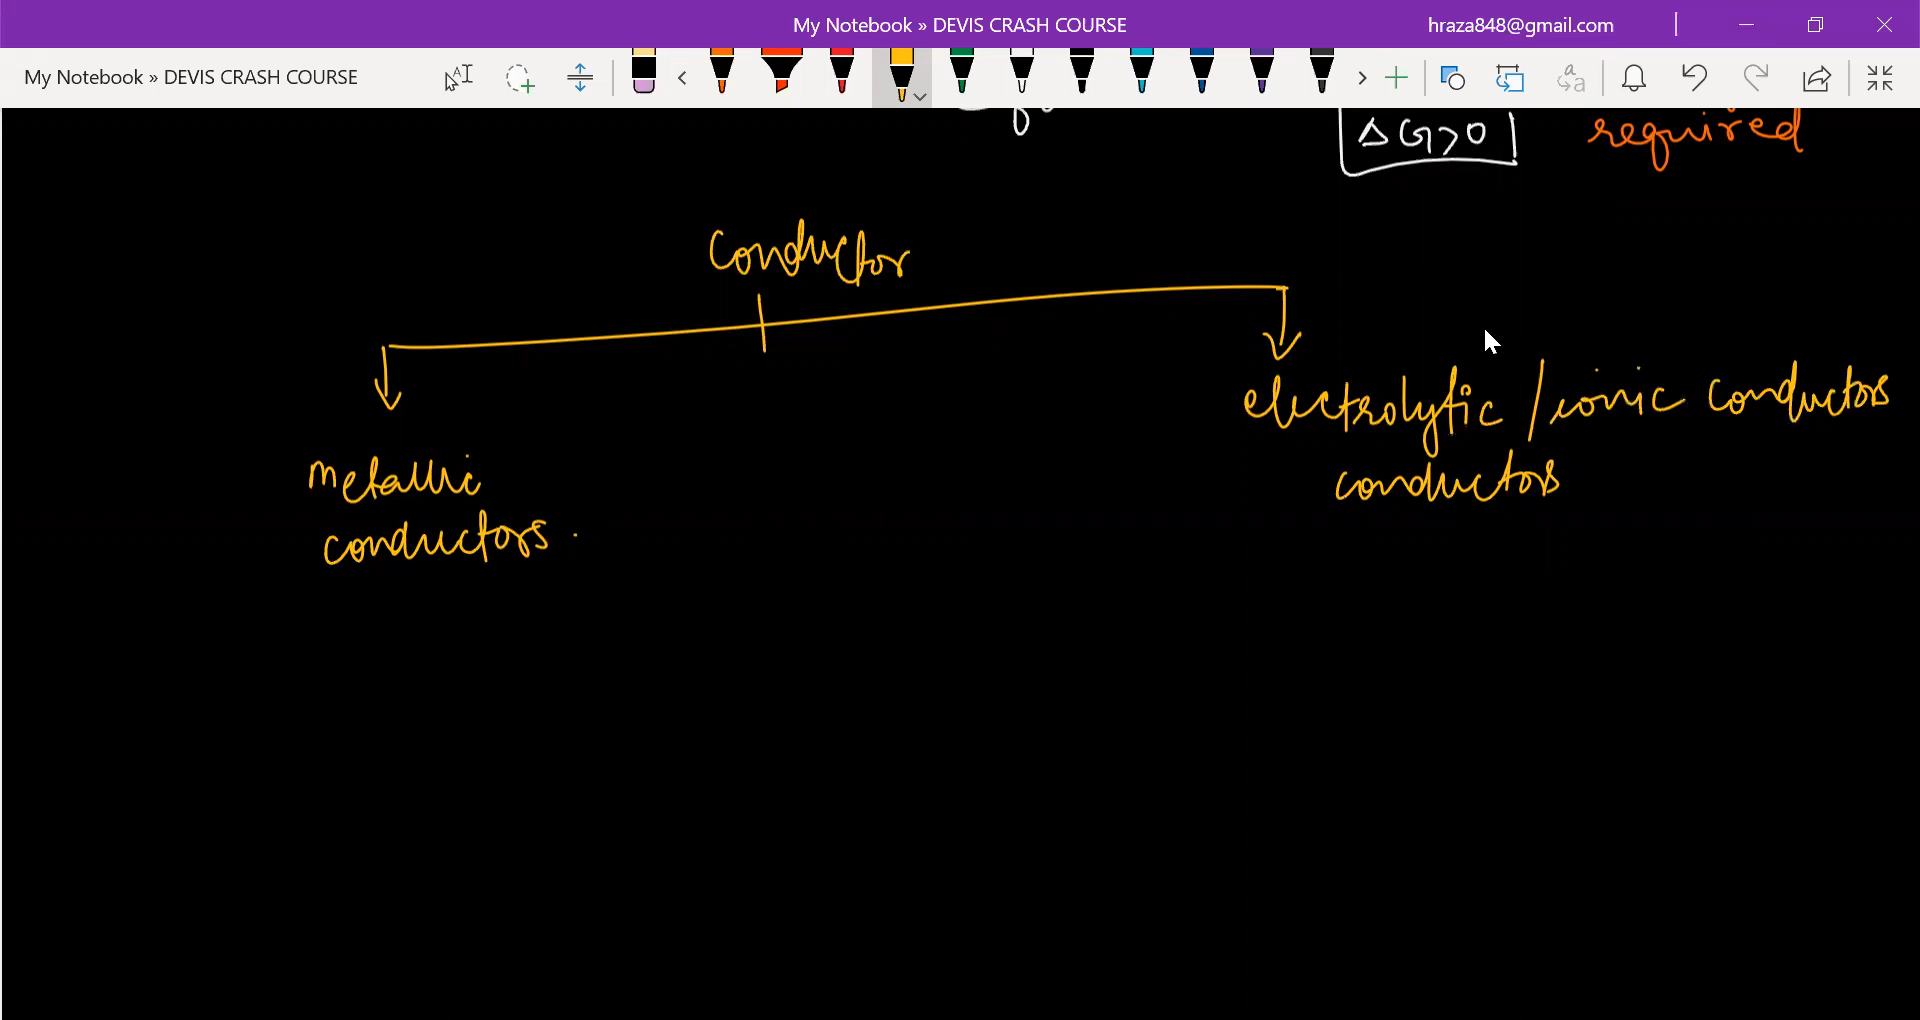 My Notebook » DEVIS CRASH COURSE
hraza848@gmail.com
My Notebook » DEVIS CRASH COURSE
ΔG>0
required
Conductor
electrolytic / ionic conductors
conductors
Metallic
conductors.